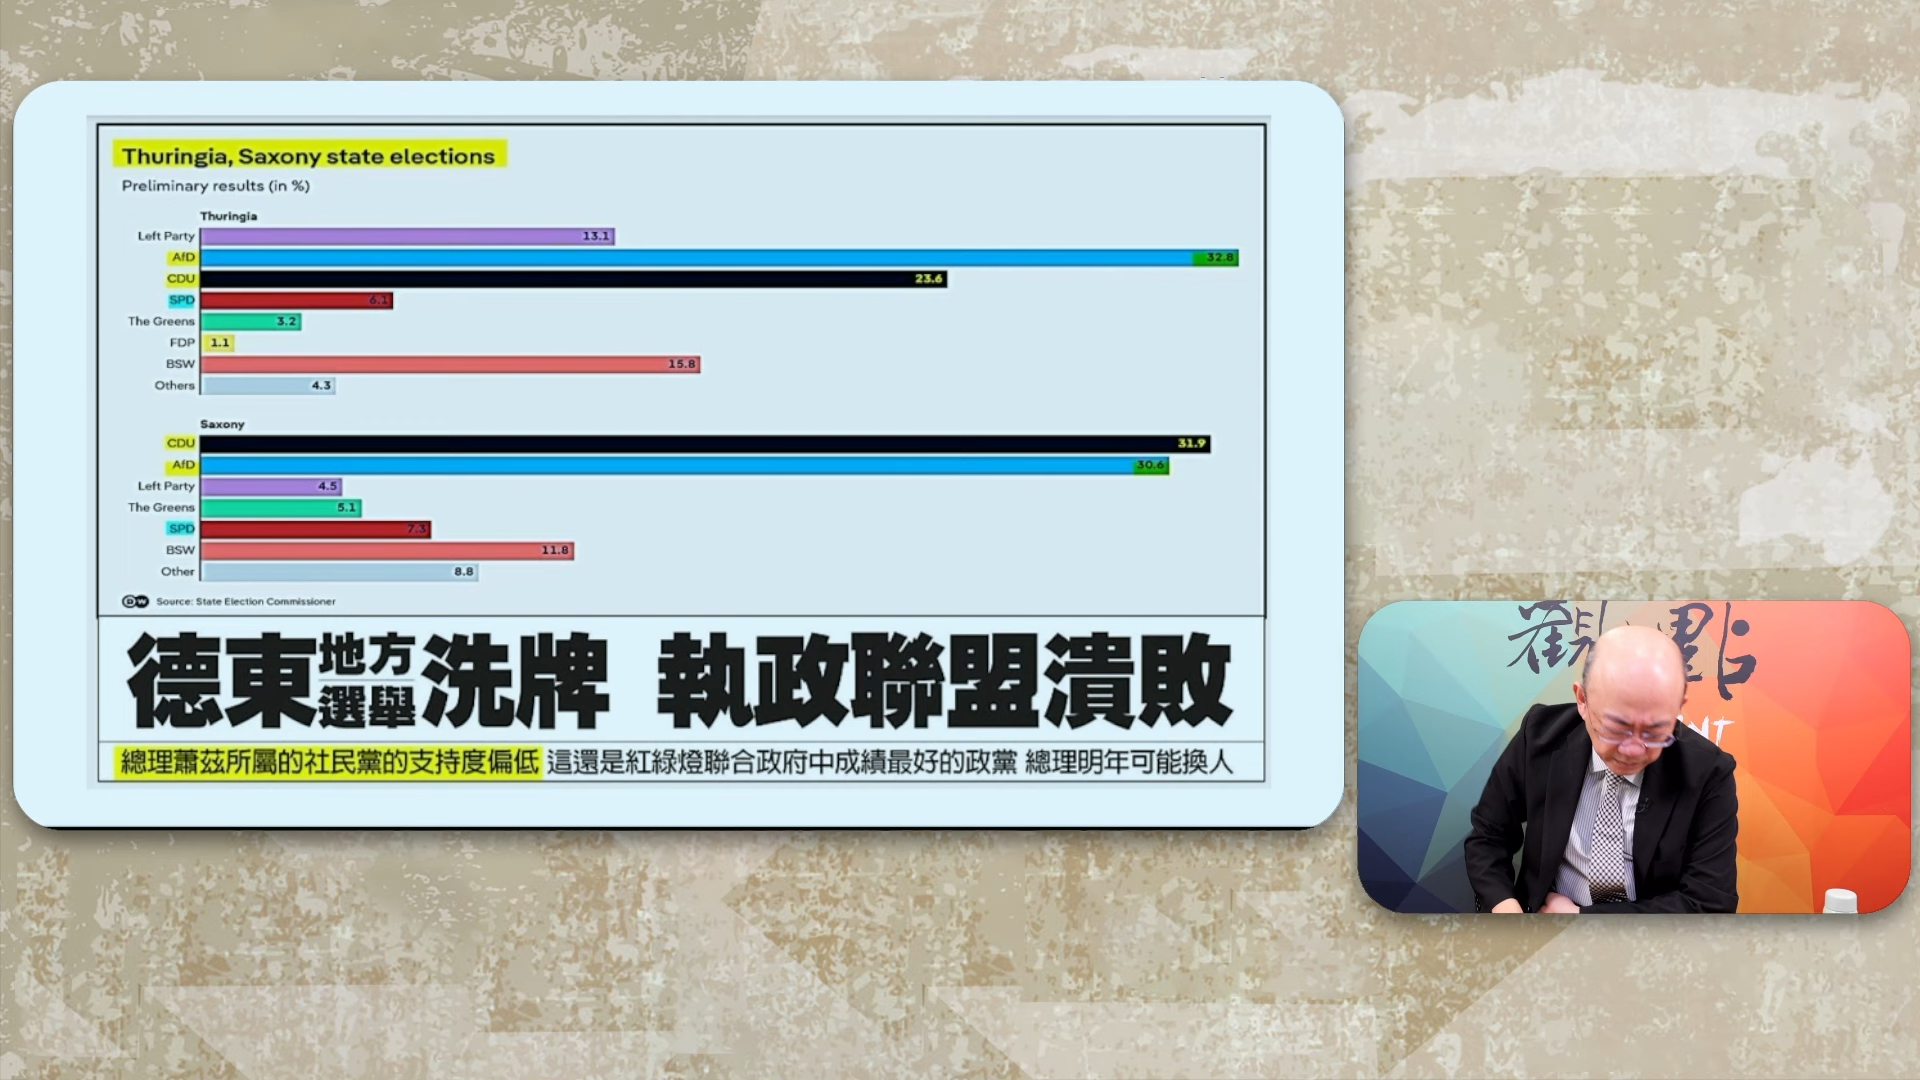 Thuringia, Saxony state elections
Preliminary results (in %)
Thuringia
Left Party 13.1
AfD 32.8
CDU 23.6
SPD 6.1
The Greens 3.2
FDP 1.1
BSW 15.8
Others 4.3
Saxony
CDU 31.9
AfD 30.6
Left Party 4.5
The Greens 5.1
SPD 7.3
BSW 11.8
Other 8.8
DW Source: State Election Commissioner
德東地方選舉洗牌 執政聯盟潰敗
總理蕭茲所屬的社民黨的支持度偏低 這還是紅綠燈聯合政府中成績最好的政黨 總理明年可能換人
觀點
NT